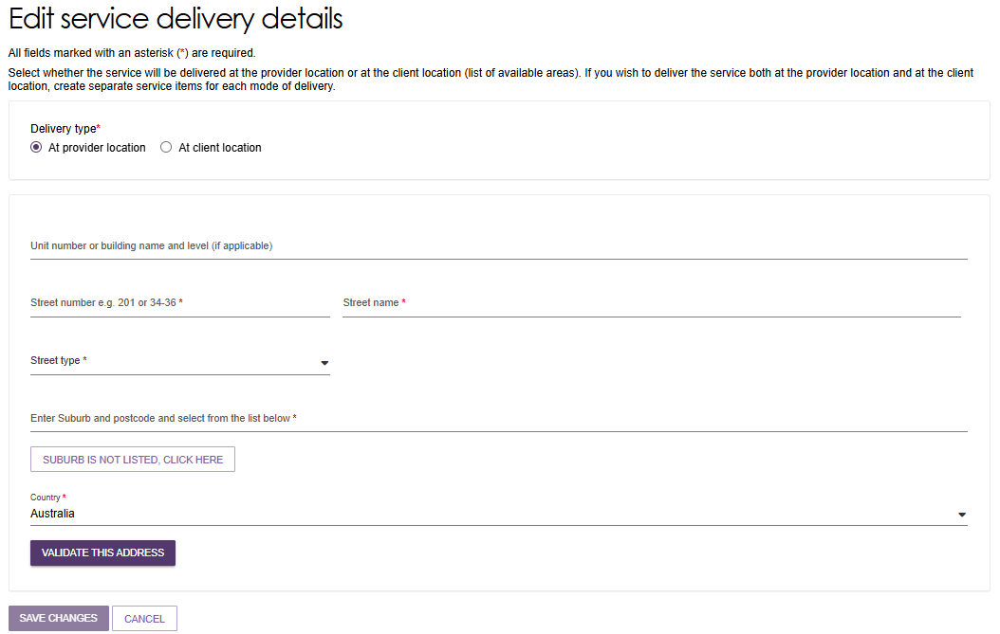 Edit service delivery details
All fields marked with an asterisk (*) are required.
Select whether the service will be delivered at the provider location or at the client location (list of available areas). If you wish to deliver the service both at the provider location and at the client
location, create separate service items for each mode of delivery.
Delivery type*
At provider location At client location
Unit number or building name and level (if applicable)
Street number e.g. 201 or 34-36 * Street name *
Street type *
Enter Suburb and postcode and select from the list below *
SUBURB IS NOT LISTED, CLICK HERE
Country *
Australia
VALIDATE THIS ADDRESS
SAVE CHANGES CANCEL